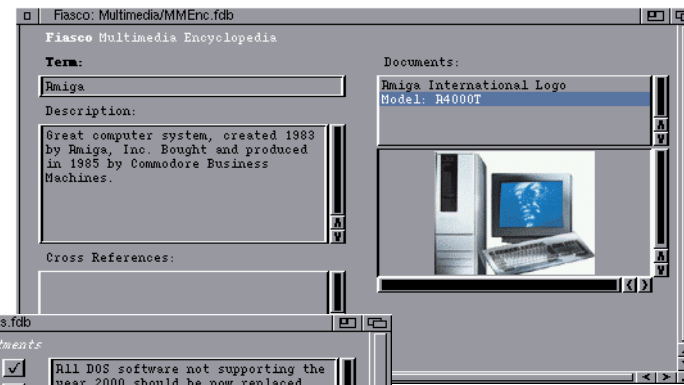 Fiasco: Multimedia/MMEnc.fdb
Fiasco Multimedia Encyclopedia
Term:
Amiga
Description:
Great computer system, created 1983
by Amiga, Inc. Bought and produced
in 1985 by Commodore Business
Machines.
Cross References:
Documents:
Amiga International Logo
Model: A4000T
s.fdb
tments
All DOS software not supporting the
year 2000 should be now replaced